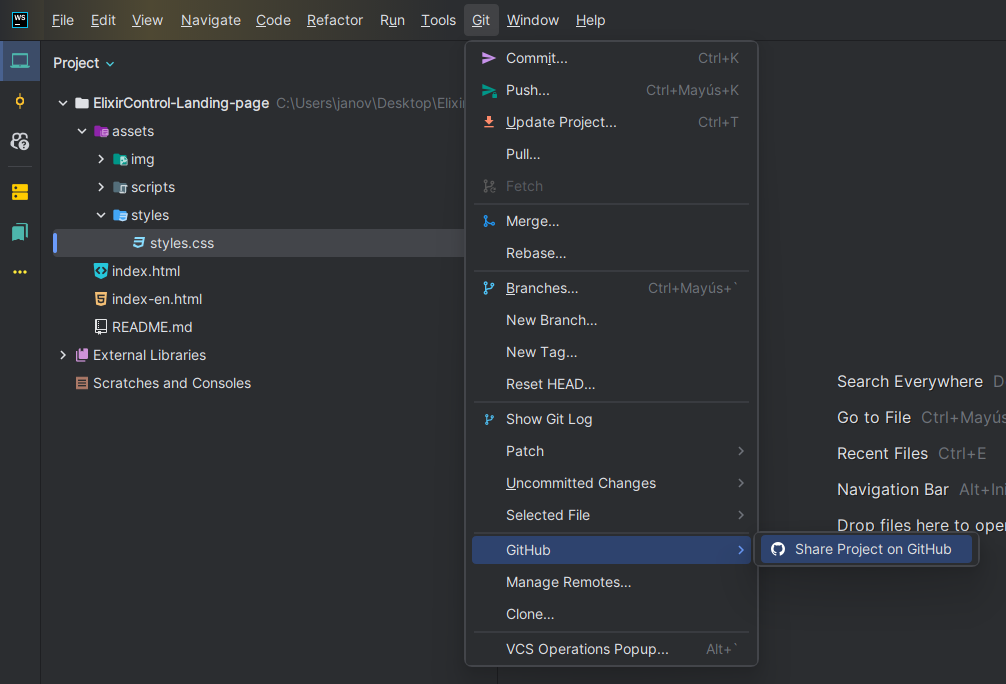 WS File Edit View Navigate Code Refactor Run Tools Git Window Help
Project
ElixirControl-Landing-page C:\Users\janov\Desktop\Elixir
assets
img
scripts
styles
styles.css
index.html
index-en.html
README.md
External Libraries
Scratches and Consoles
Commit... Ctrl+K
Push... Ctrl+Mayús+K
Update Project... Ctrl+T
Pull...
Fetch
Merge...
Rebase...
Branches... Ctrl+Mayús+`
New Branch...
New Tag...
Reset HEAD...
Show Git Log
Patch
Uncommitted Changes
Selected File
GitHub
Manage Remotes...
Clone...
VCS Operations Popup... Alt+`
Share Project on GitHub
Search Everywhere D
Go to File Ctrl+Mayús
Recent Files Ctrl+E
Navigation Bar Alt+Ini
Drop files here to open